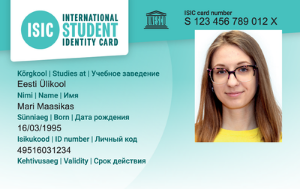 ISIC
INTERNATIONAL
STUDENT
IDENTITY CARD
UNESCO
ISIC card number
S 123 456 789 012 X
Kõrgkool | Studies at | Учебное заведение
Eesti Ülikool
Nimi | Name | Имя
Mari Maasikas
Sünniaeg | Born | Дата рождения
16/03/1995
Isikukood | ID number | Личный код
49516031234
Kehtivusaeg | Validity | Срок действия